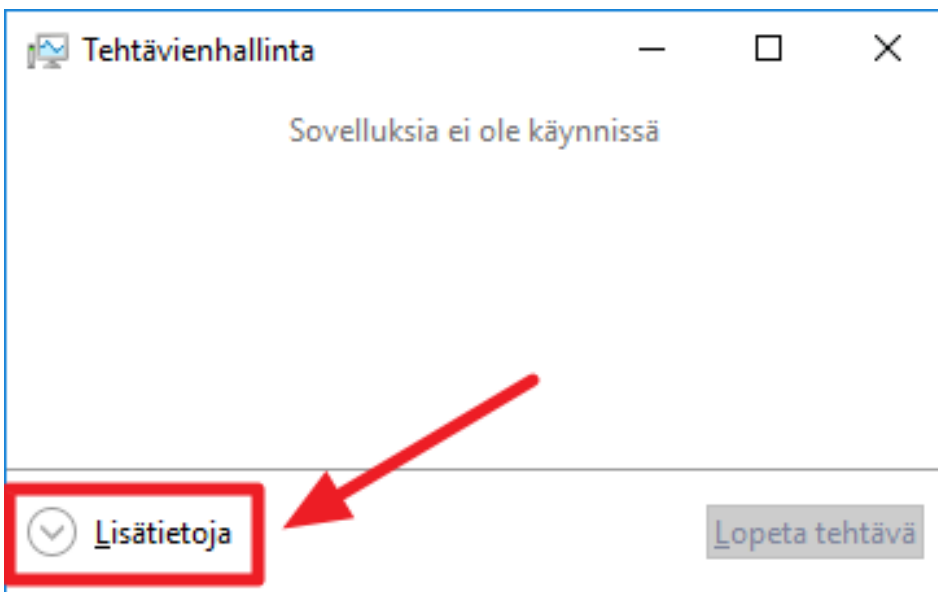 Tehtävienhallinta
Sovelluksia ei ole käynnissä
Lisätietoja
Lopeta tehtävä